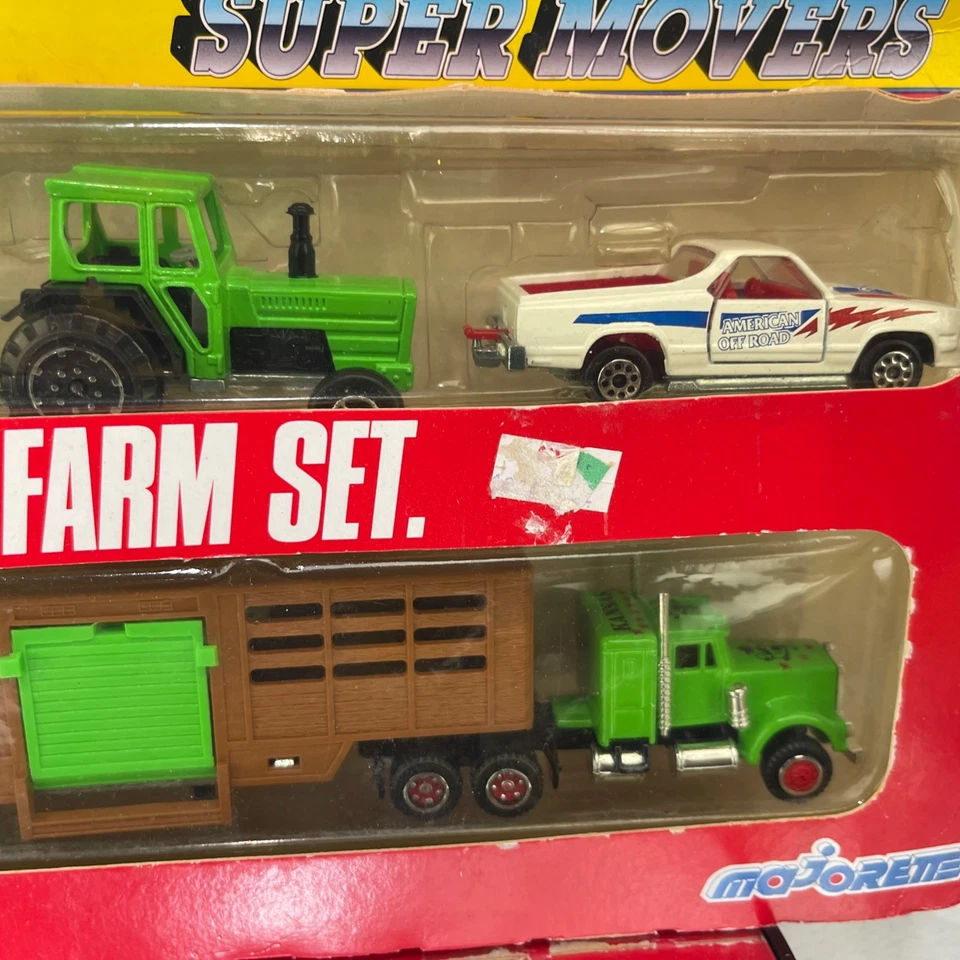 SUPER MOVERS
AMERICAN
OFF ROAD
FARM SET.
MAJORETTE